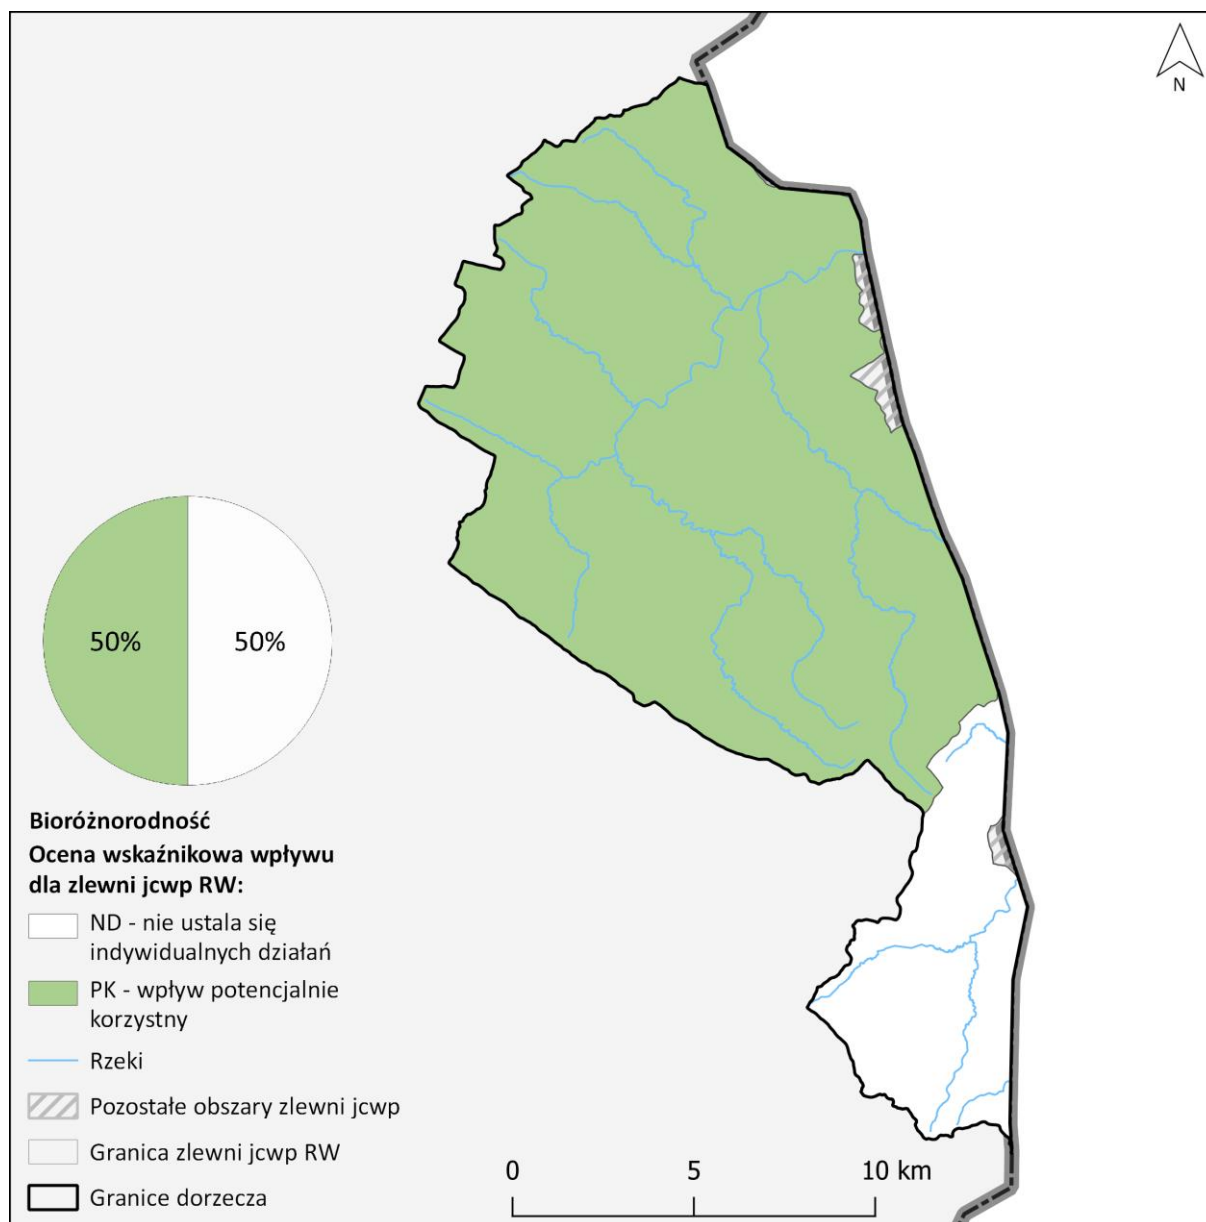 N
50%
50%
Bioróżnorodność
Ocena wskaźnikowa wpływu
dla zlewni jcwp RW:
ND - nie ustala się
indywidualnych działań
PK - wpływ potencjalnie
korzystny
Rzeki
Pozostałe obszary zlewni jcwp
Granica zlewni jcwp RW
Granice dorzecza
0 5 10 km